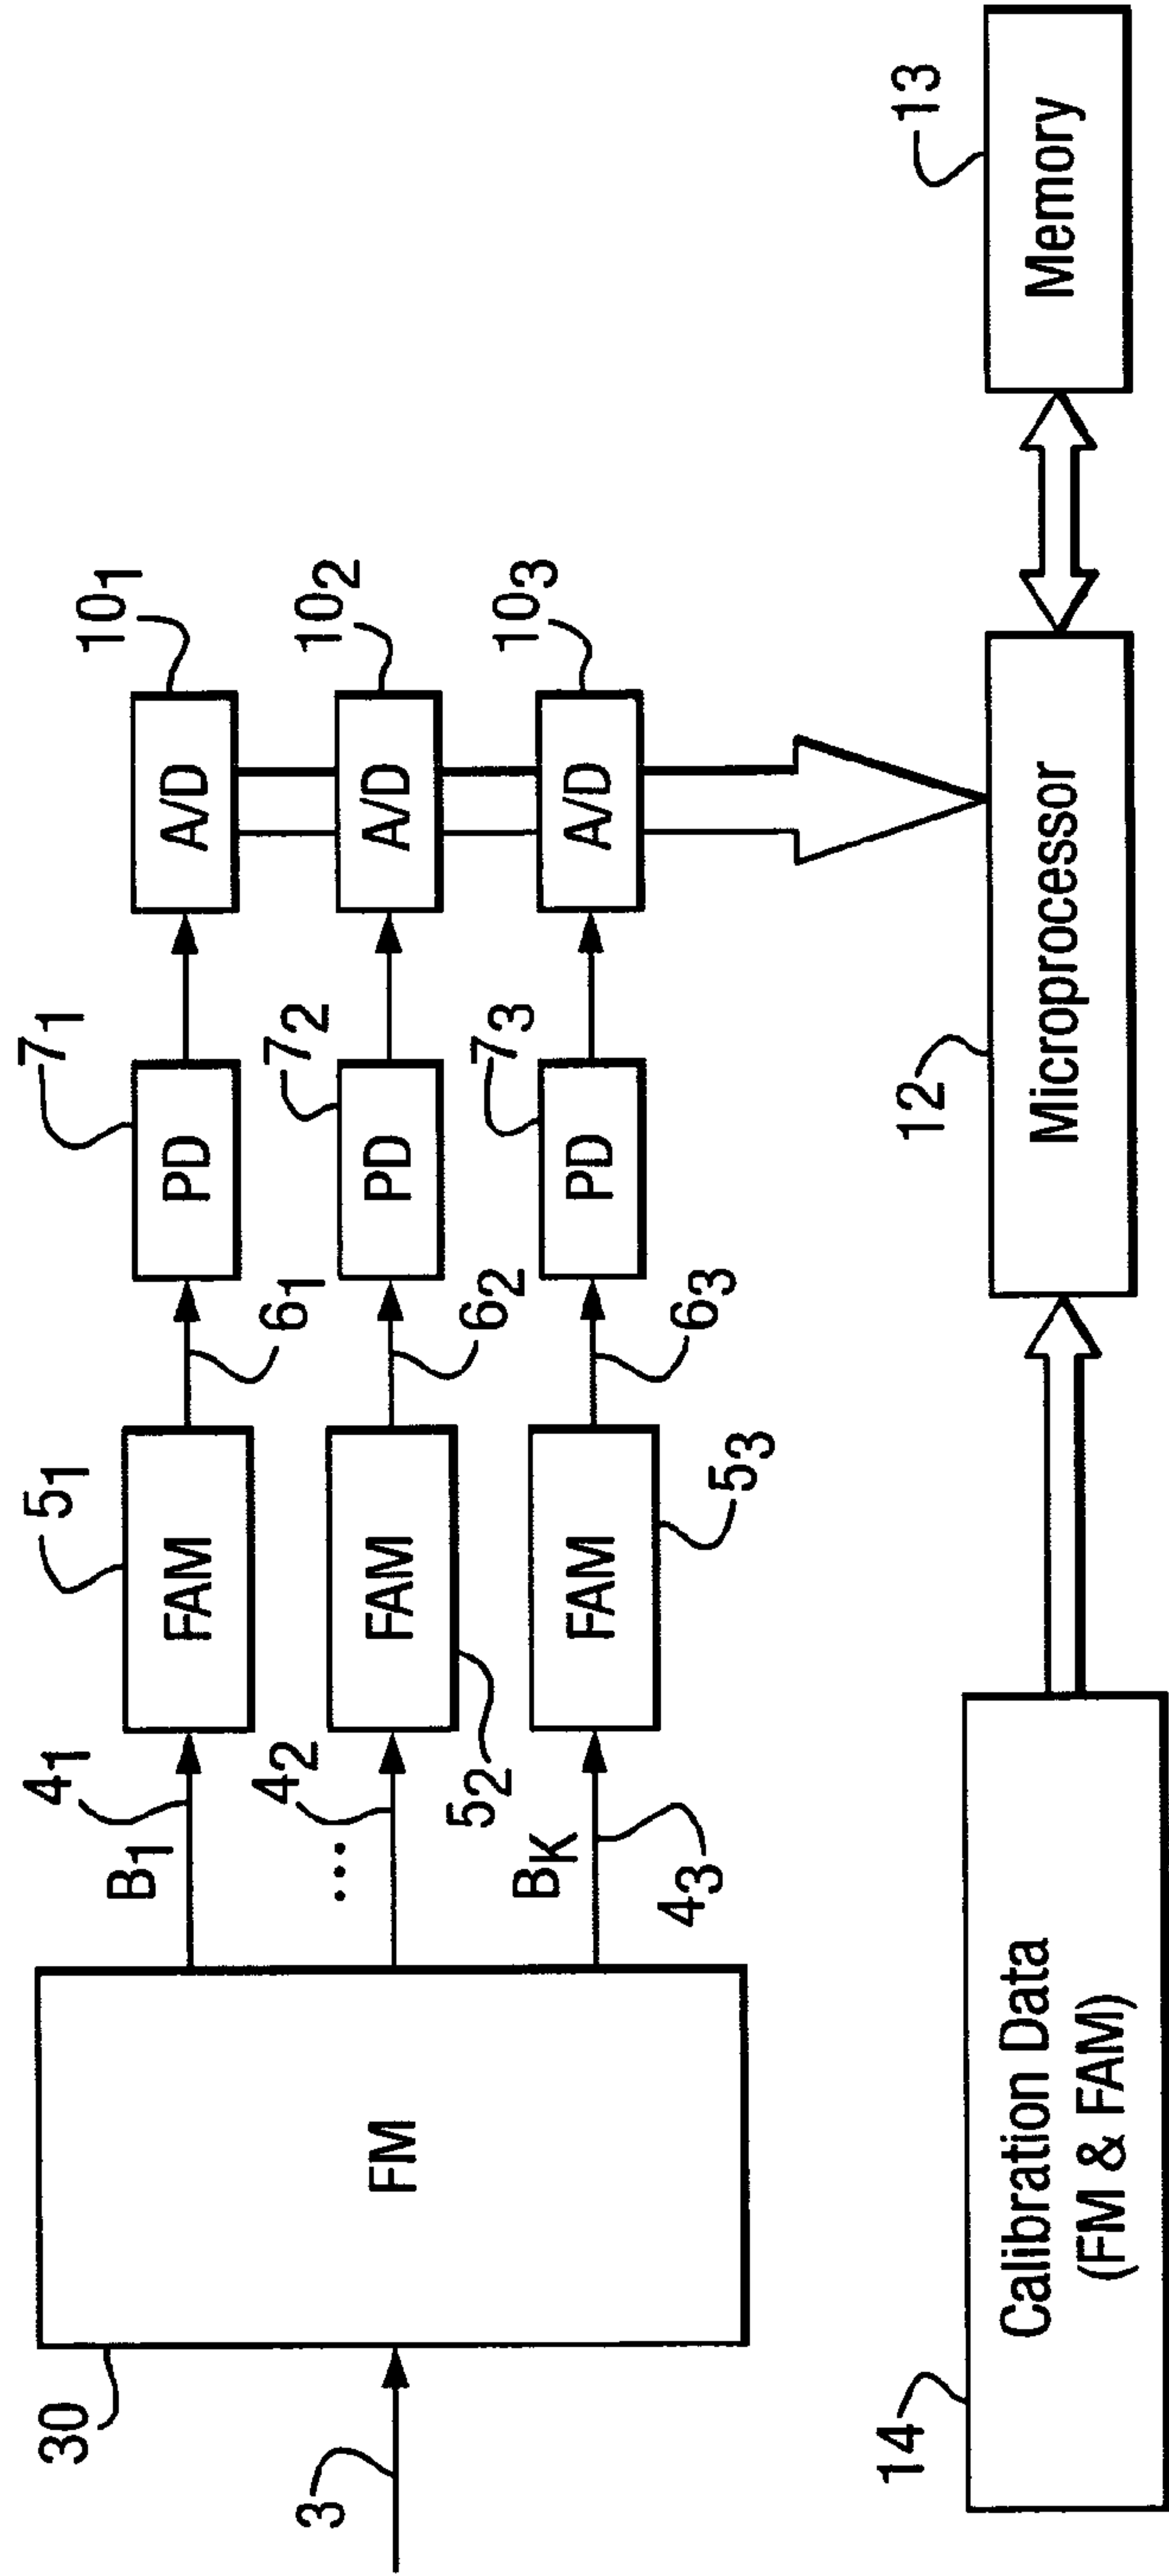 30
3
FM
B1
41
...
42
BK
43
51
FAM
FAM
52
FAM
53
61
62
63
71
PD
72
PD
73
PD
101
A/D
102
A/D
103
A/D
14
Calibration Data
(FM & FAM)
12
Microprocessor
13
Memory